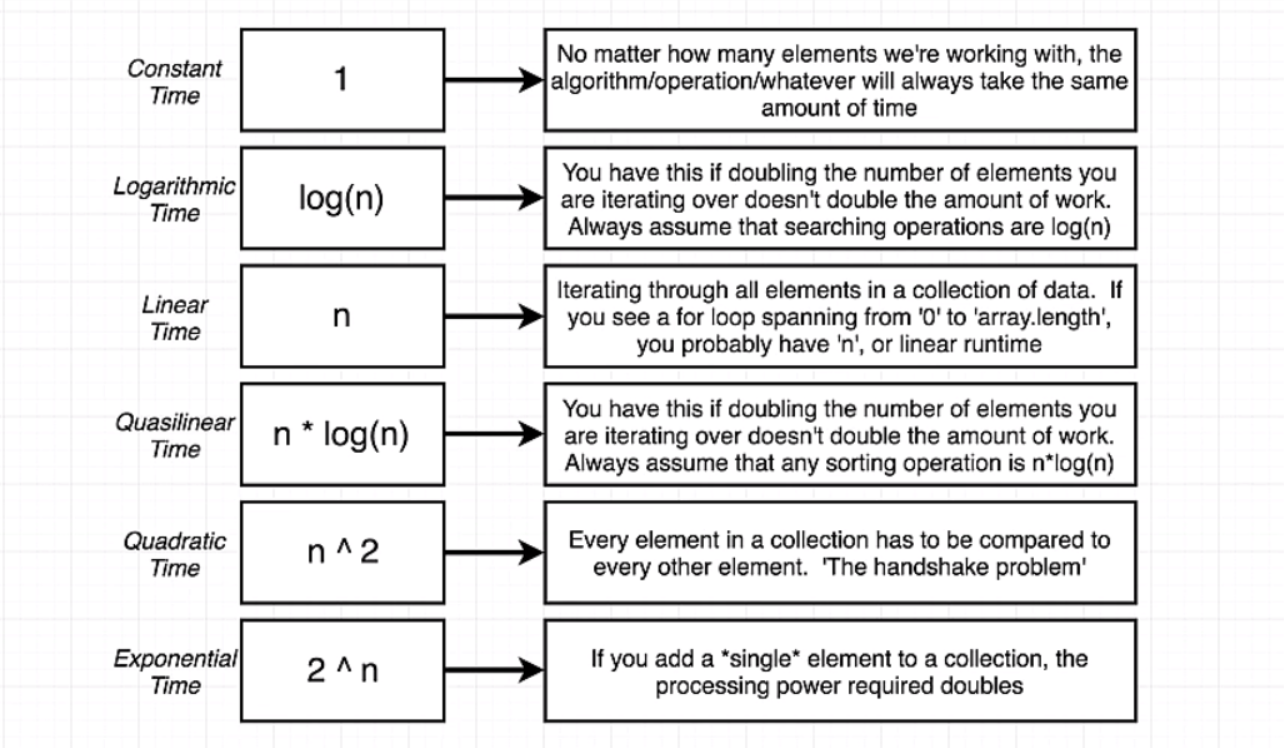 Constant
Time
1
No matter how many elements we're working with, the
algorithm/operation/whatever will always take the same
amount of time
Logarithmic
Time
log(n)
You have this if doubling the number of elements you
are iterating over doesn't double the amount of work.
Always assume that searching operations are log(n)
Linear
Time
n
Iterating through all elements in a collection of data.  If
you see a for loop spanning from '0' to 'array.length',
you probably have 'n', or linear runtime
Quasilinear
Time
n * log(n)
You have this if doubling the number of elements you
are iterating over doesn't double the amount of work.
Always assume that any sorting operation is n*log(n)
Quadratic
Time
n ^ 2
Every element in a collection has to be compared to
every other element.  'The handshake problem'
Exponential
Time
2 ^ n
If you add a *single* element to a collection, the
processing power required doubles